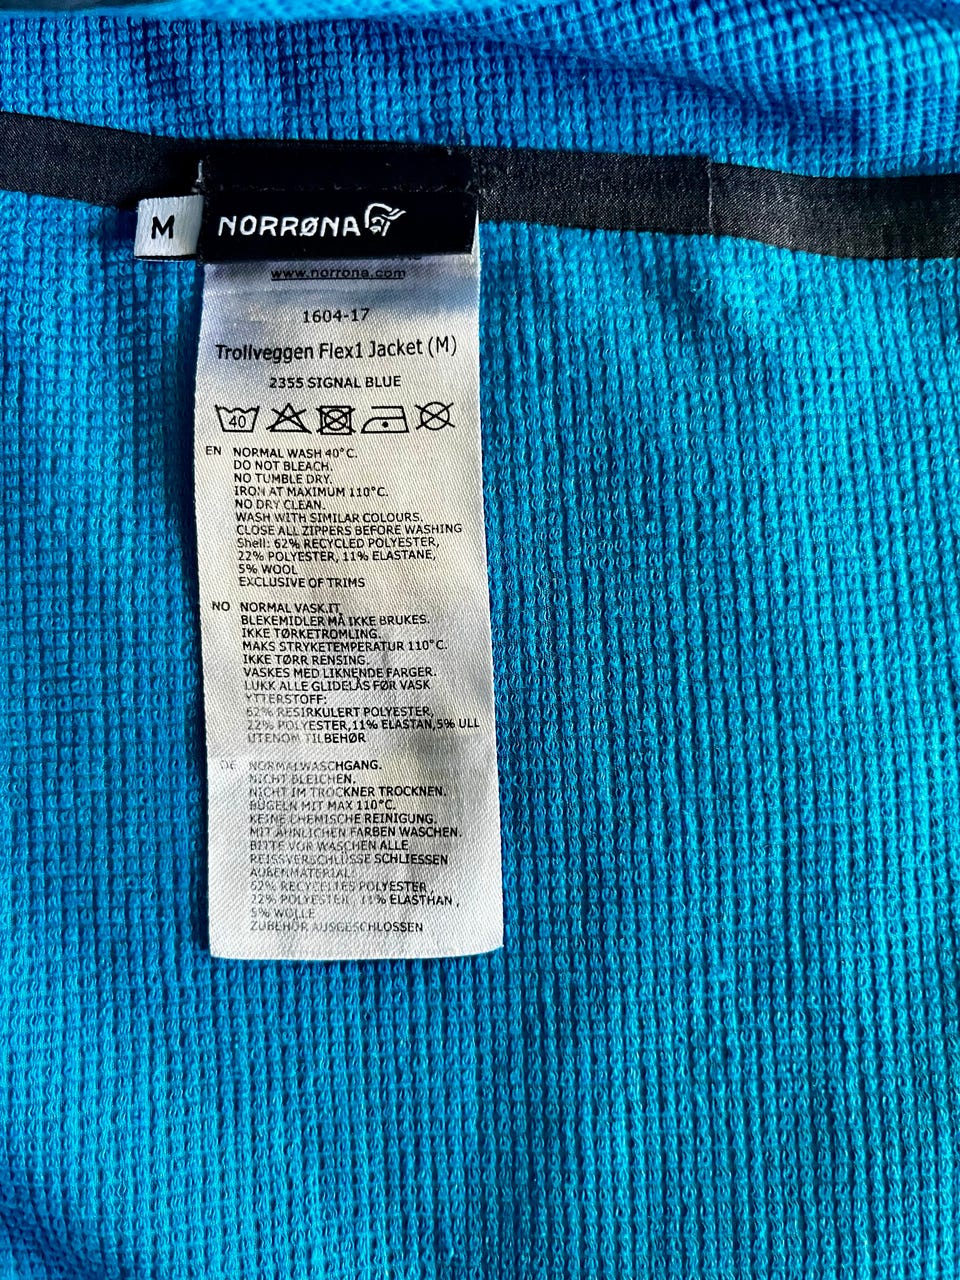 M
NORRØNA
www.norrona.com
1604-17
Trollveggen Flex1 Jacket (M)
2355 SIGNAL BLUE
40
EN NORMAL WASH 40°C.
DO NOT BLEACH.
NO TUMBLE DRY.
IRON AT MAXIMUM 110°C.
NO DRY CLEAN.
WASH WITH SIMILAR COLOURS.
CLOSE ALL ZIPPERS BEFORE WASHING
Shell: 62% RECYCLED POLYESTER,
22% POLYESTER, 11% ELASTANE,
5% WOOL
EXCLUSIVE OF TRIMS
NO NORMAL VASK.IT
BLEKEMIDLER MÅ IKKE BRUKES.
IKKE TØRKETROMLING.
MAKS STRYKETEMPERATUR 110°C.
IKKE TØRR RENSING.
VASKES MED LIKNENDE FARGER.
LUKK ALLE GLIDELÅS FØR VASK
YTTERSTOFF:
62% RESIRKULERT POLYESTER,
22% POLYESTER,11% ELASTAN,5% ULL
UTENOM TILBEHØR
DE NORMALWASCHGANG.
NICHT BLEICHEN.
NICHT IM TROCKNER TROCKNEN.
BÜGELN MIT MAX 110°C.
KEINE CHEMISCHE REINIGUNG.
MIT ÄHNLICHEN FARBEN WASCHEN.
BITTE VOR WASCHEN ALLE
REISSVERSCHLÜSSE SCHLIESSEN
AUßENMATERIAL:
62% RECYCELTES POLYESTER,
22% POLYESTER, 11% ELASTHAN,
5% WOLLE
ZUBEHÖR AUSGESCHLOSSEN